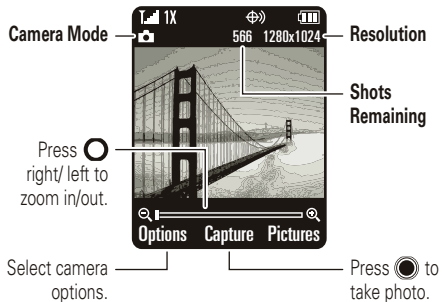 1X
Camera Mode
566 1280x1024
Resolution
Shots
Remaining
Press
right/ left to
zoom in/out.
Options Capture Pictures
Select camera
options.
Press to
take photo.